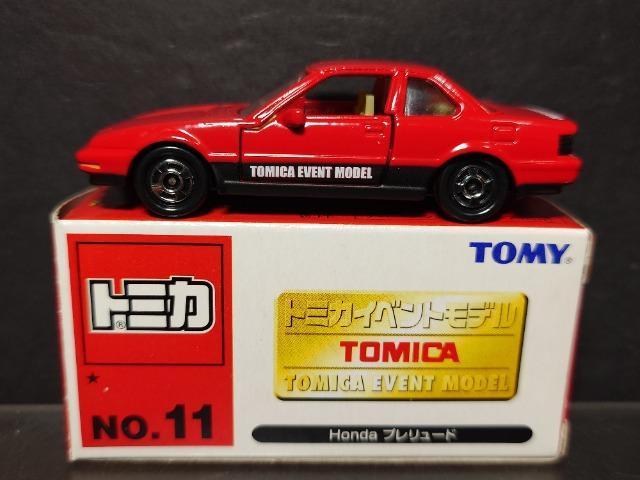 TOMICA EVENT MODEL
TOMY®
トミカ®
トミカイベントモデル
TOMICA
TOMICA EVENT MODEL
★
NO.11
Honda プレリュード